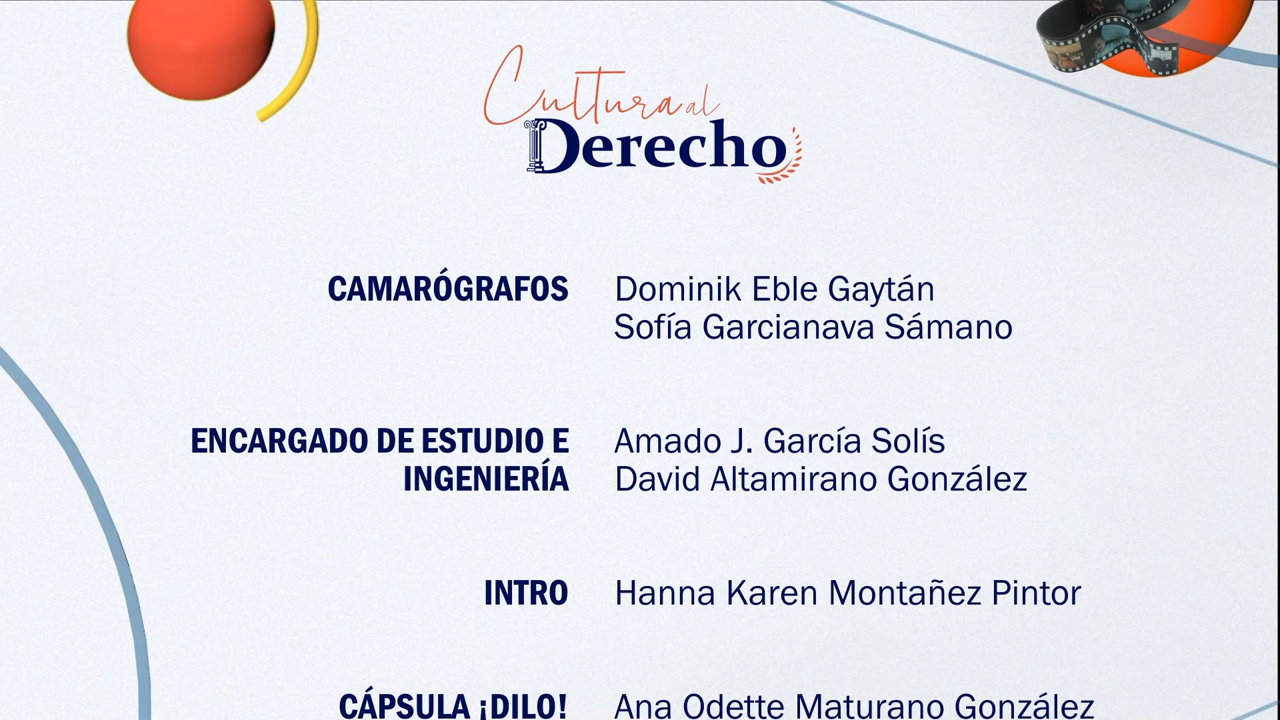 Cultura al
Derecho
CAMARÓGRAFOS Dominik Eble Gaytán
Sofía Garcianava Sámano
ENCARGADO DE ESTUDIO E Amado J. García Solís
INGENIERÍA David Altamirano González
INTRO Hanna Karen Montañez Pintor
CÁPSULA ¡DILO! Ana Odette Maturano González